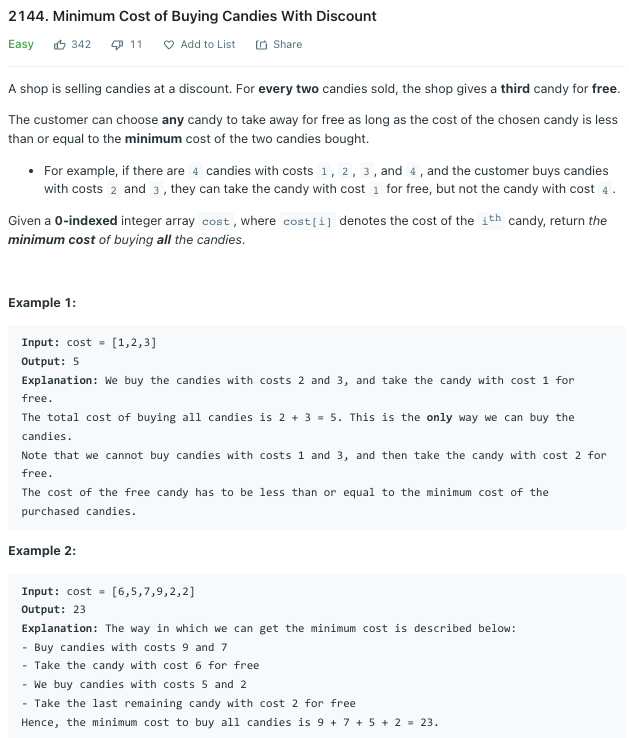 2144. Minimum Cost of Buying Candies With Discount
Easy 342 11 Add to List Share
A shop is selling candies at a discount. For every two candies sold, the shop gives a third candy for free.
The customer can choose any candy to take away for free as long as the cost of the chosen candy is less
than or equal to the minimum cost of the two candies bought.
• For example, if there are 4 candies with costs 1, 2, 3, and 4, and the customer buys candies
with costs 2 and 3, they can take the candy with cost 1 for free, but not the candy with cost 4.
Given a 0-indexed integer array cost, where cost[i] denotes the cost of the ith candy, return the
minimum cost of buying all the candies.
Example 1:
Input: cost = [1,2,3]
Output: 5
Explanation: We buy the candies with costs 2 and 3, and take the candy with cost 1 for
free.
The total cost of buying all candies is 2 + 3 = 5. This is the only way we can buy the
candies.
Note that we cannot buy candies with costs 1 and 3, and then take the candy with cost 2 for
free.
The cost of the free candy has to be less than or equal to the minimum cost of the
purchased candies.
Example 2:
Input: cost = [6,5,7,9,2,2]
Output: 23
Explanation: The way in which we can get the minimum cost is described below:
- Buy candies with costs 9 and 7
- Take the candy with cost 6 for free
- We buy candies with costs 5 and 2
- Take the last remaining candy with cost 2 for free
Hence, the minimum cost to buy all candies is 9 + 7 + 5 + 2 = 23.